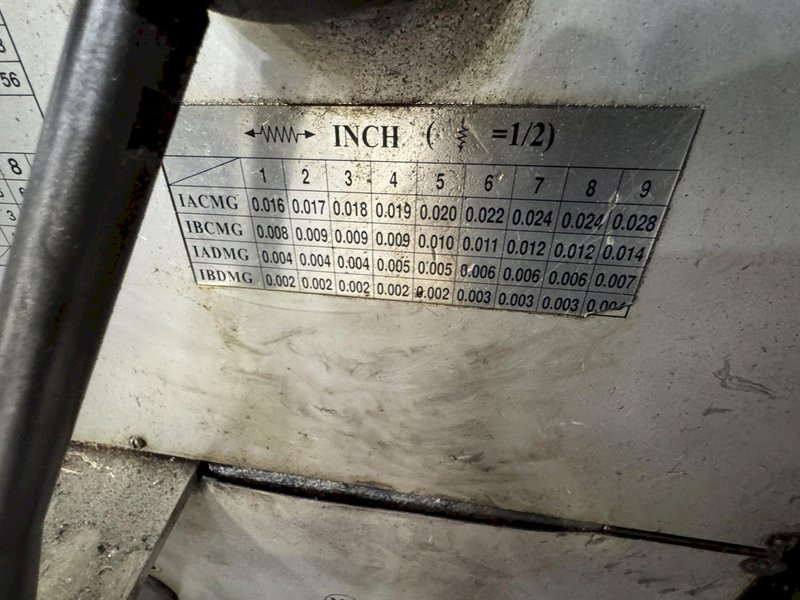 56
8
3
INCH ( =1/2)
1 2 3 4 5 6 7 8 9
IACMG 0.016 0.017 0.018 0.019 0.020 0.022 0.024 0.024 0.028
IBCMG 0.008 0.009 0.009 0.009 0.010 0.011 0.012 0.012 0.014
IADMG 0.004 0.004 0.004 0.005 0.005 0.006 0.006 0.006 0.007
IBDMG 0.002 0.002 0.002 0.002 0.002 0.003 0.003 0.003 0.004